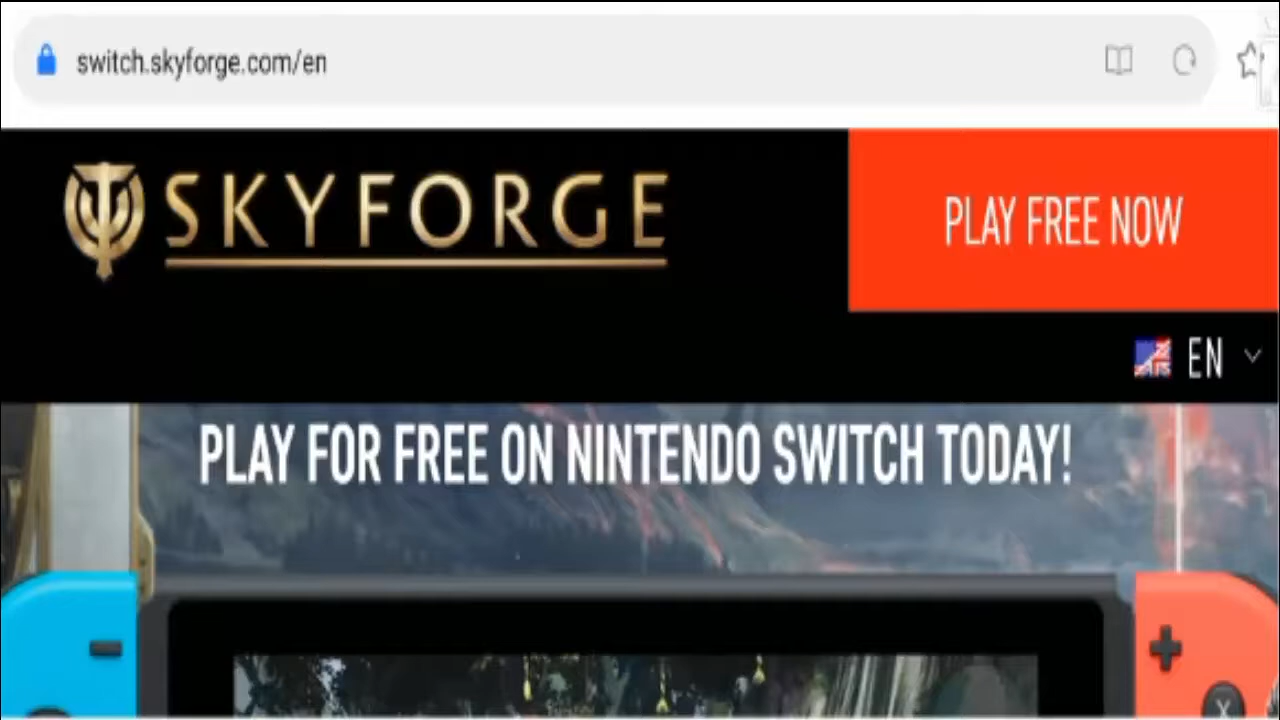 switch.skyforge.com/en
SKYFORGE
PLAY FREE NOW
EN
PLAY FOR FREE ON NINTENDO SWITCH TODAY!
X